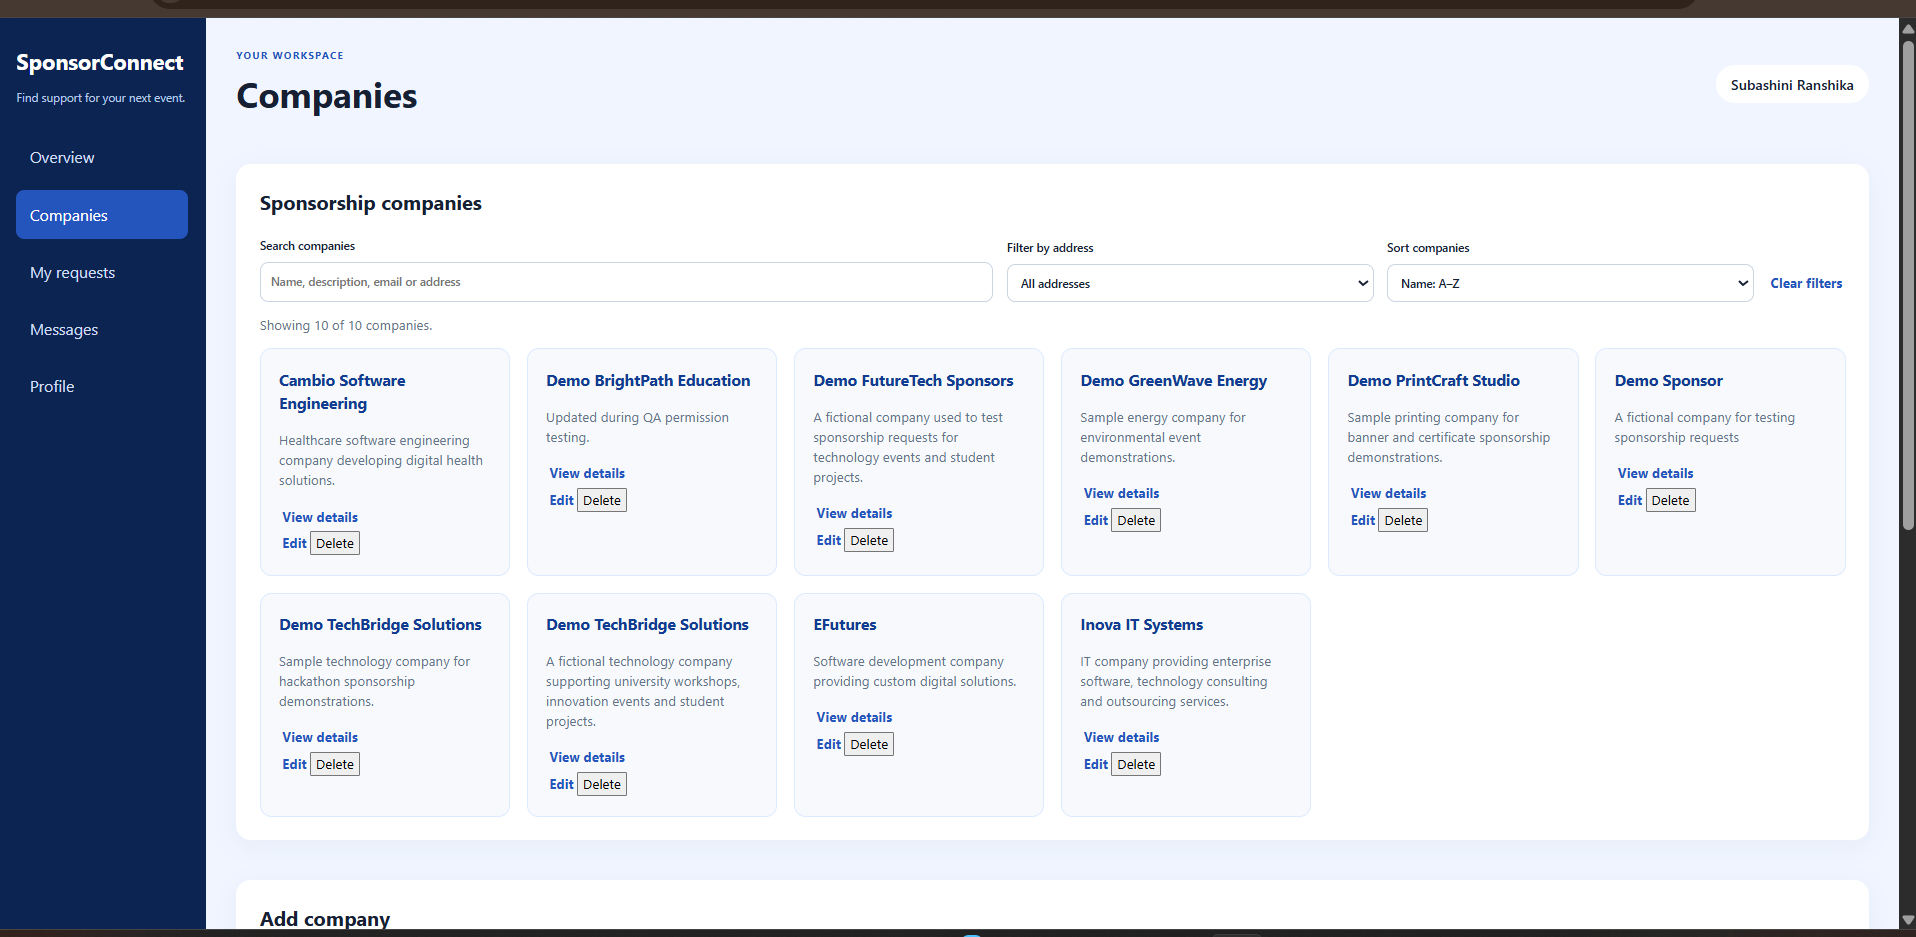 SponsorConnect
Find support for your next event.
Overview
Companies
My requests
Messages
Profile
YOUR WORKSPACE
Companies
Subashini Ranshika
Sponsorship companies
Search companies
Name, description, email or address
Filter by address
All addresses
Sort companies
Name: A–Z
Clear filters
Showing 10 of 10 companies.
Cambio Software
Engineering
Healthcare software engineering
company developing digital health
solutions.
View details
Edit Delete
Demo BrightPath Education
Updated during QA permission
testing.
View details
Edit Delete
Demo FutureTech Sponsors
A fictional company used to test
sponsorship requests for
technology events and student
projects.
View details
Edit Delete
Demo GreenWave Energy
Sample energy company for
environmental event
demonstrations.
View details
Edit Delete
Demo PrintCraft Studio
Sample printing company for
banner and certificate sponsorship
demonstrations.
View details
Edit Delete
Demo Sponsor
A fictional company for testing
sponsorship requests
View details
Edit Delete
Demo TechBridge Solutions
Sample technology company for
hackathon sponsorship
demonstrations.
View details
Edit Delete
Demo TechBridge Solutions
A fictional technology company
supporting university workshops,
innovation events and student
projects.
View details
Edit Delete
EFutures
Software development company
providing custom digital solutions.
View details
Edit Delete
Inova IT Systems
IT company providing enterprise
software, technology consulting
and outsourcing services.
View details
Edit Delete
Add company